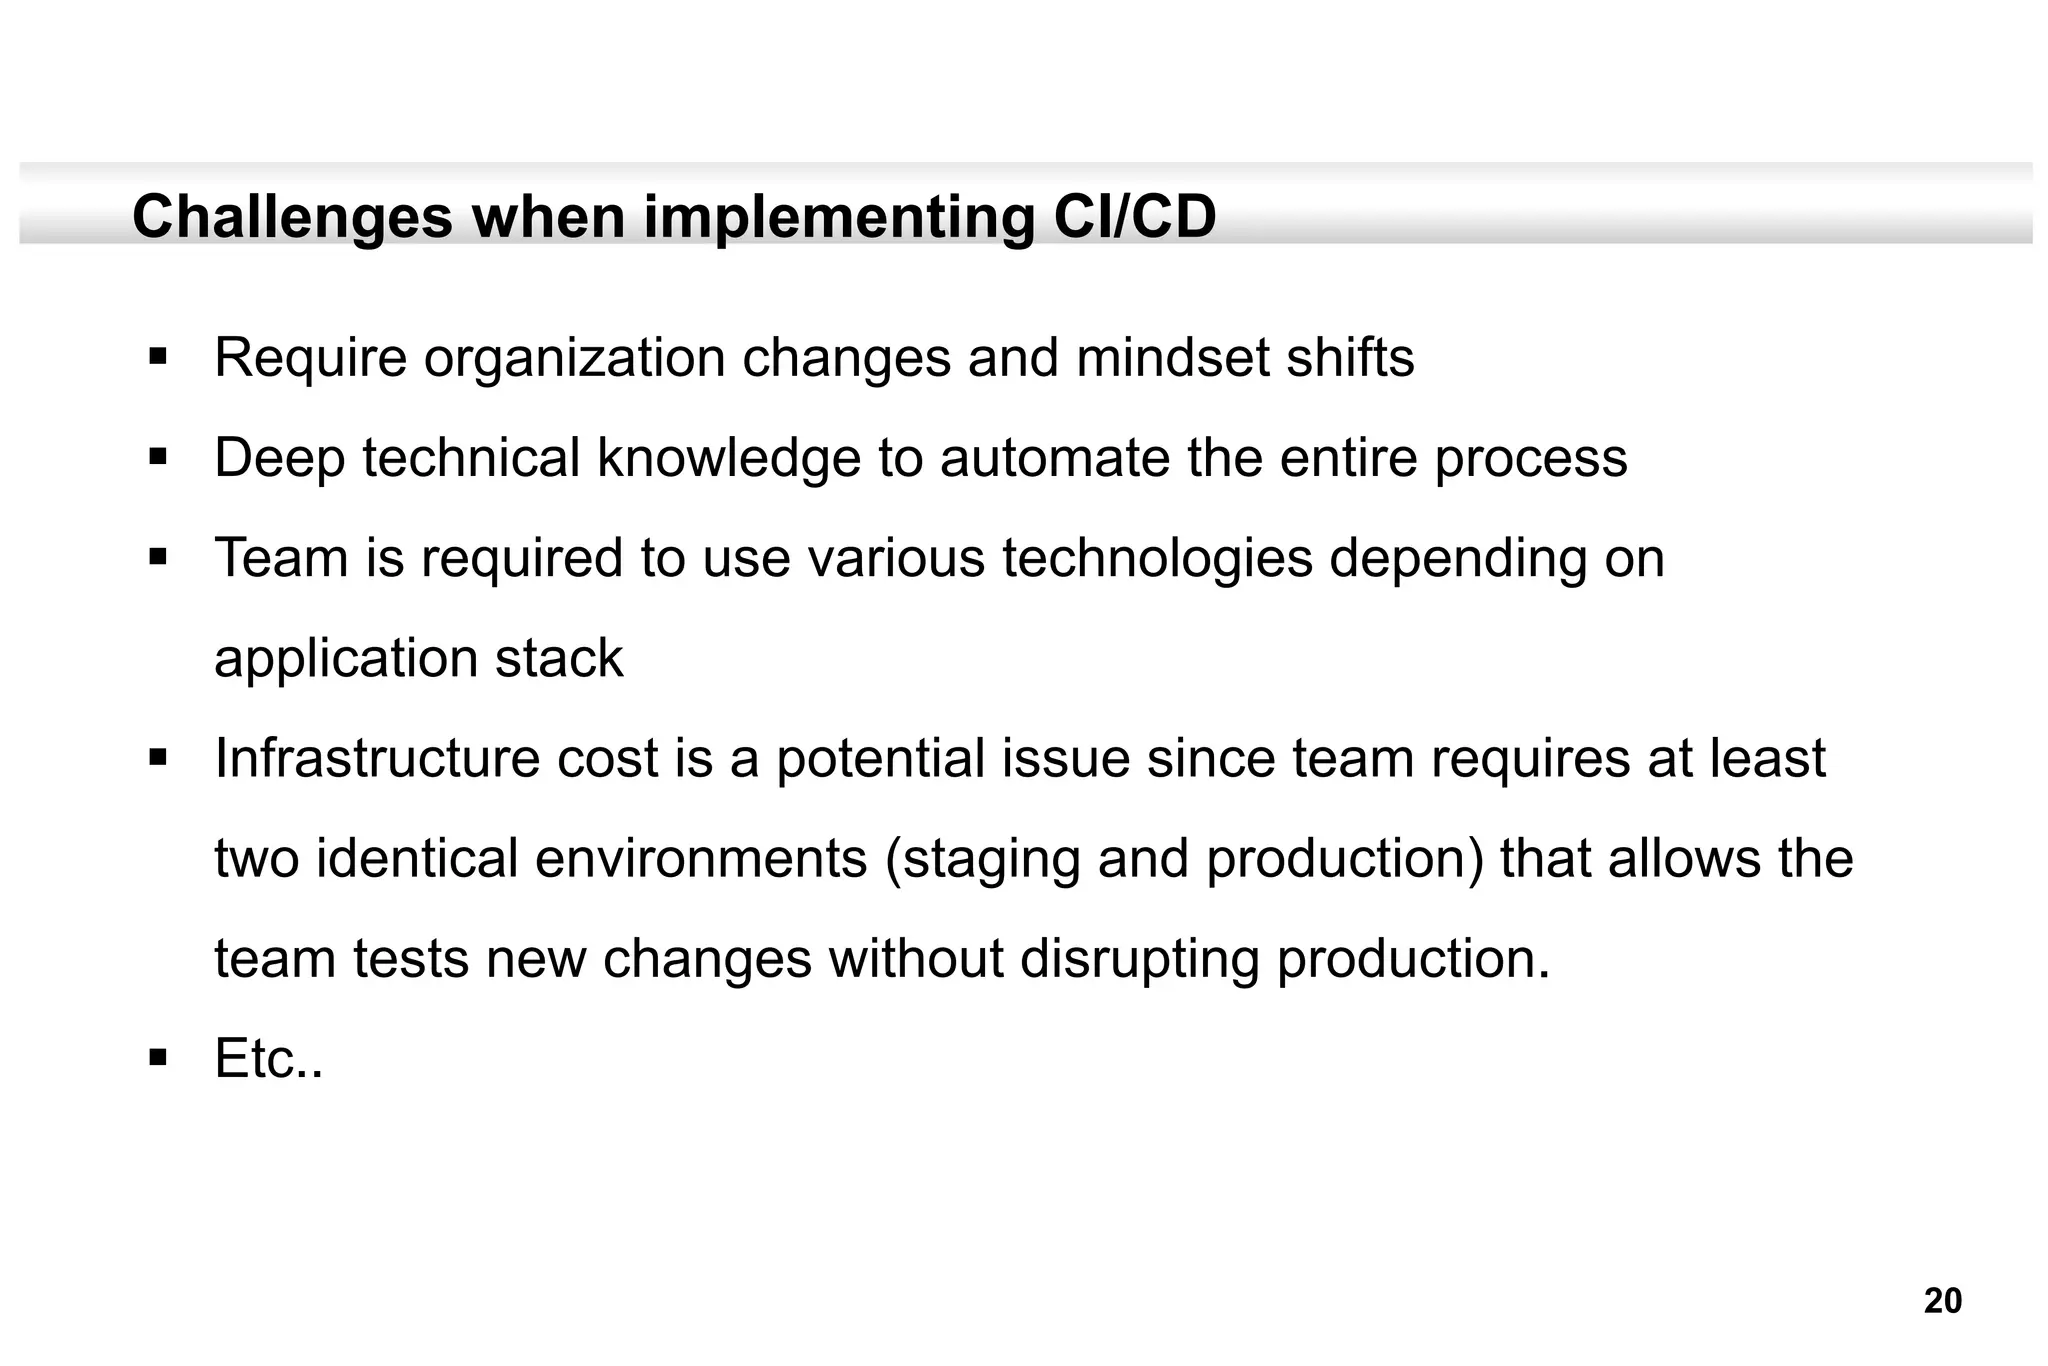 Challenges when implementing CI/CD
▪ Require organization changes and mindset shifts
▪ Deep technical knowledge to automate the entire process
▪ Team is required to use various technologies depending on
application stack
▪ Infrastructure cost is a potential issue since team requires at least
two identical environments (staging and production) that allows the
team tests new changes without disrupting production.
▪ Etc..
20